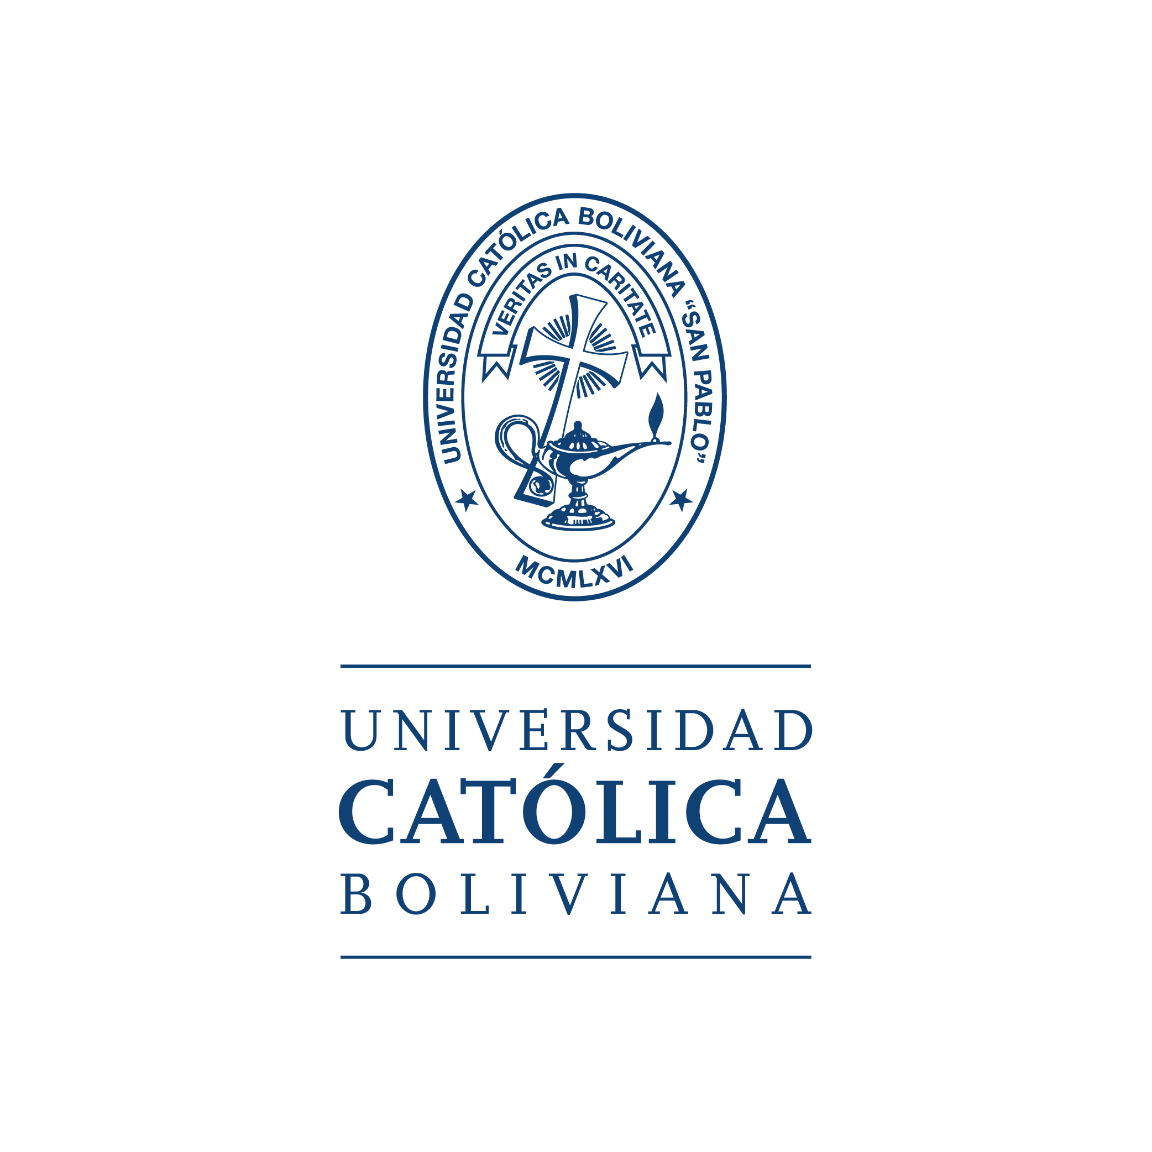 UNIVERSIDAD CATÓLICA BOLIVIANA “SAN PABLO”
VERITAS IN CARITATE
MCMLXVI
UNIVERSIDAD
CATÓLICA
BOLIVIANA